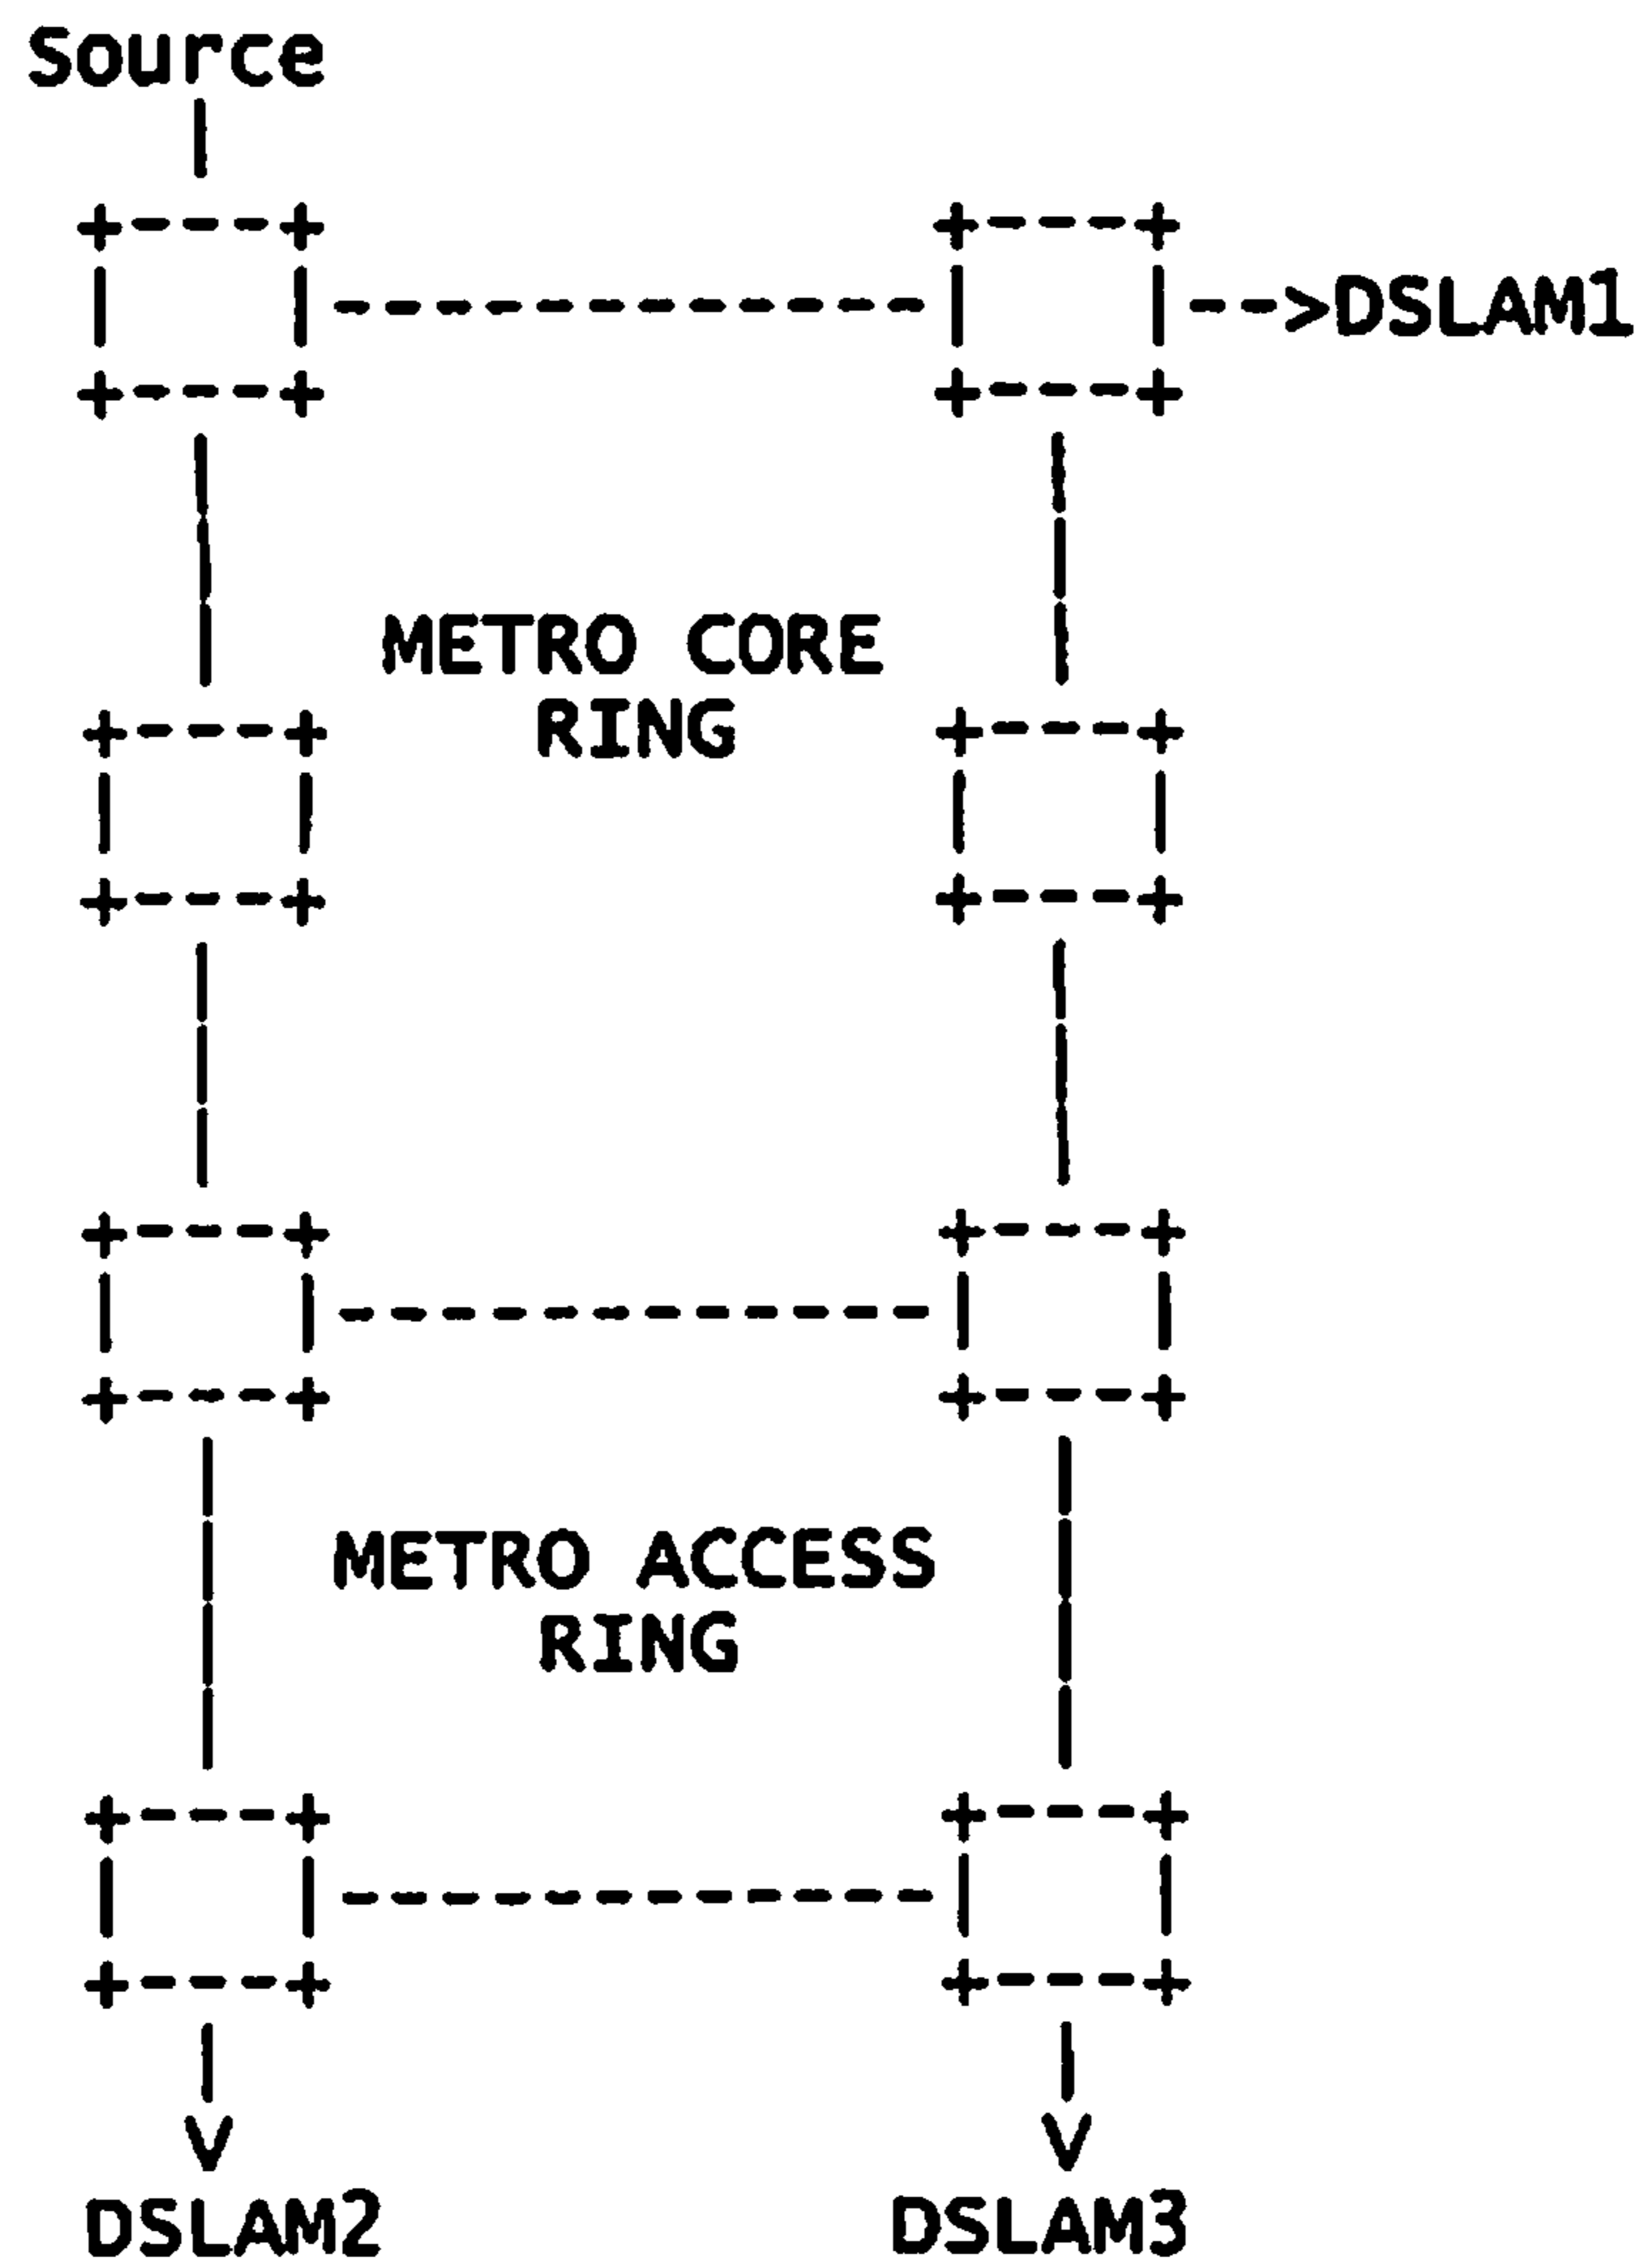 Source
-->DSLAM1
METRO CORE
RING
METRO ACCESS
RING
V V
DSLAM2 DSLAM3